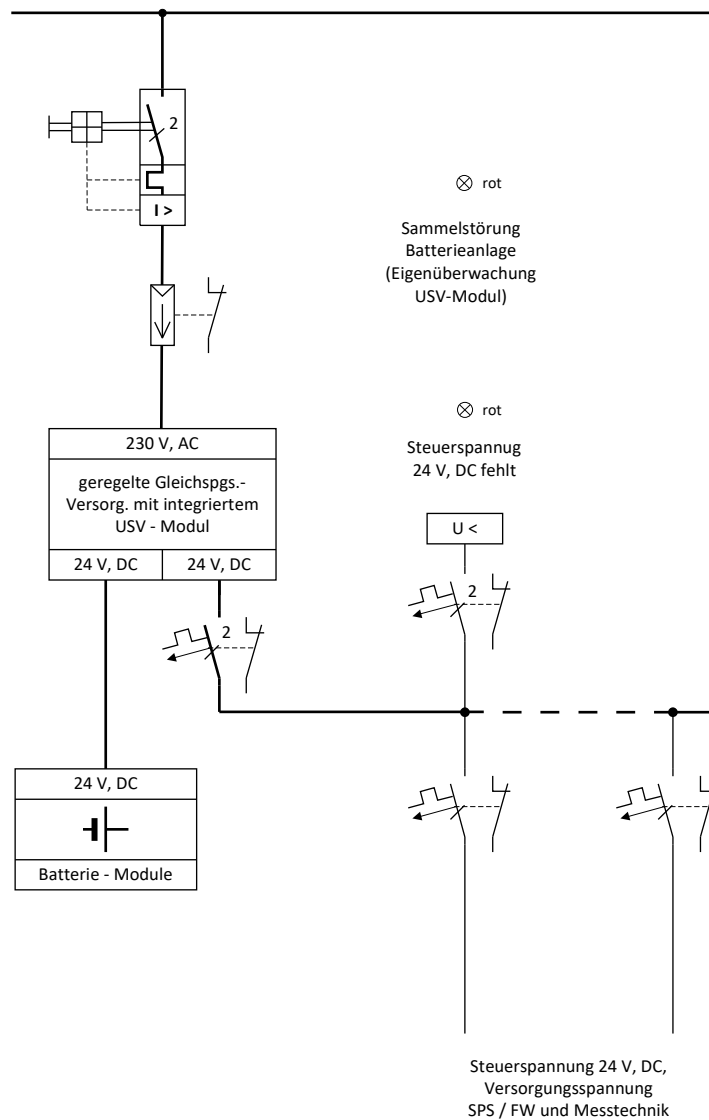 2
I >
rot
Sammelstörung
Batterieanlage
(Eigenüberwachung
USV-Modul)
rot
Steuerspannug
24 V, DC fehlt
230 V, AC
geregelte Gleichspgs.-
Versorg. mit integriertem
USV - Modul
24 V, DC
24 V, DC
U <
2
2
24 V, DC
Batterie - Module
Steuerspannung 24 V, DC,
Versorgungsspannung
SPS / FW und Messtechnik